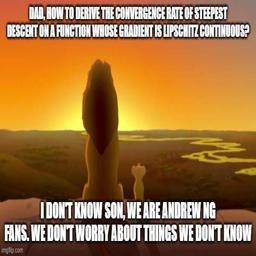 DAD, HOW TO DERIVE THE CONVERGENCE RATE OF STEEPEST
DESCENT ON A FUNCTION WHOSE GRADIENT IS LIPSCHITZ CONTINUOUS?
I DON'T KNOW SON, WE ARE ANDREW NG
FANS. WE DON'T WORRY ABOUT THINGS WE DON'T KNOW
imgflip.com